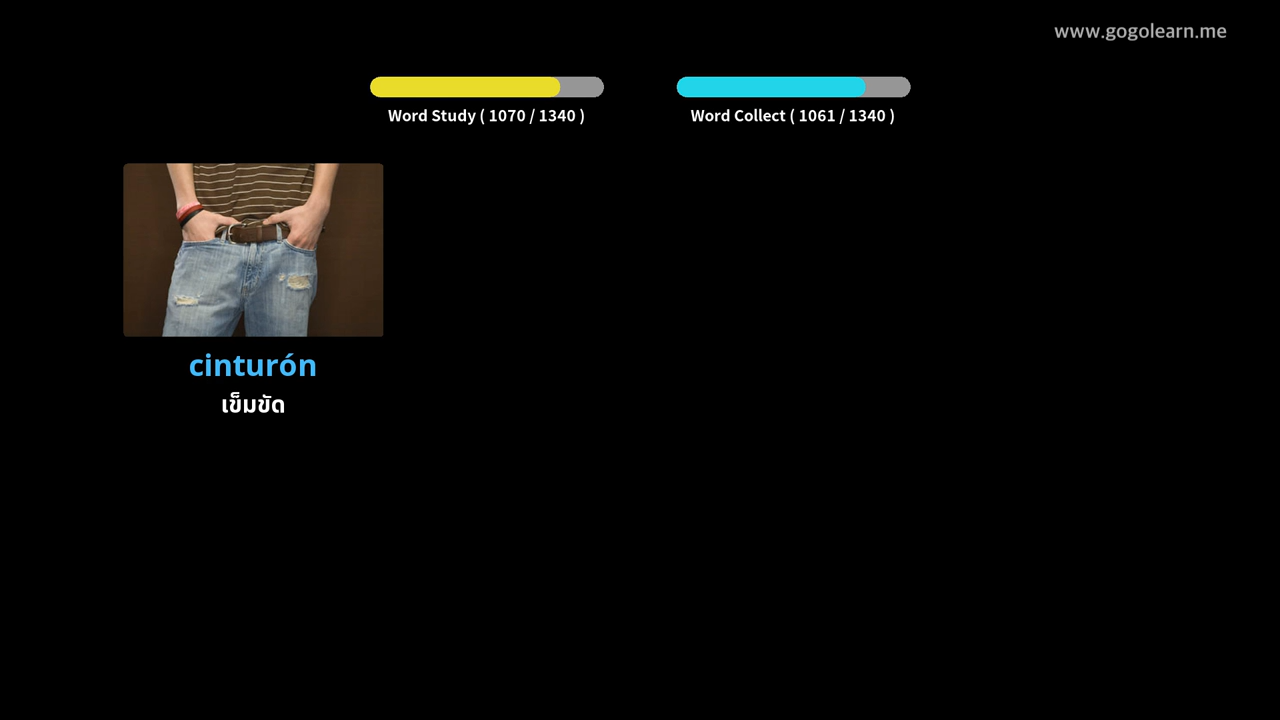 www.gogolearn.me
Word Study ( 1070 / 1340 )
Word Collect ( 1061 / 1340 )
cinturón
เข็มขัด